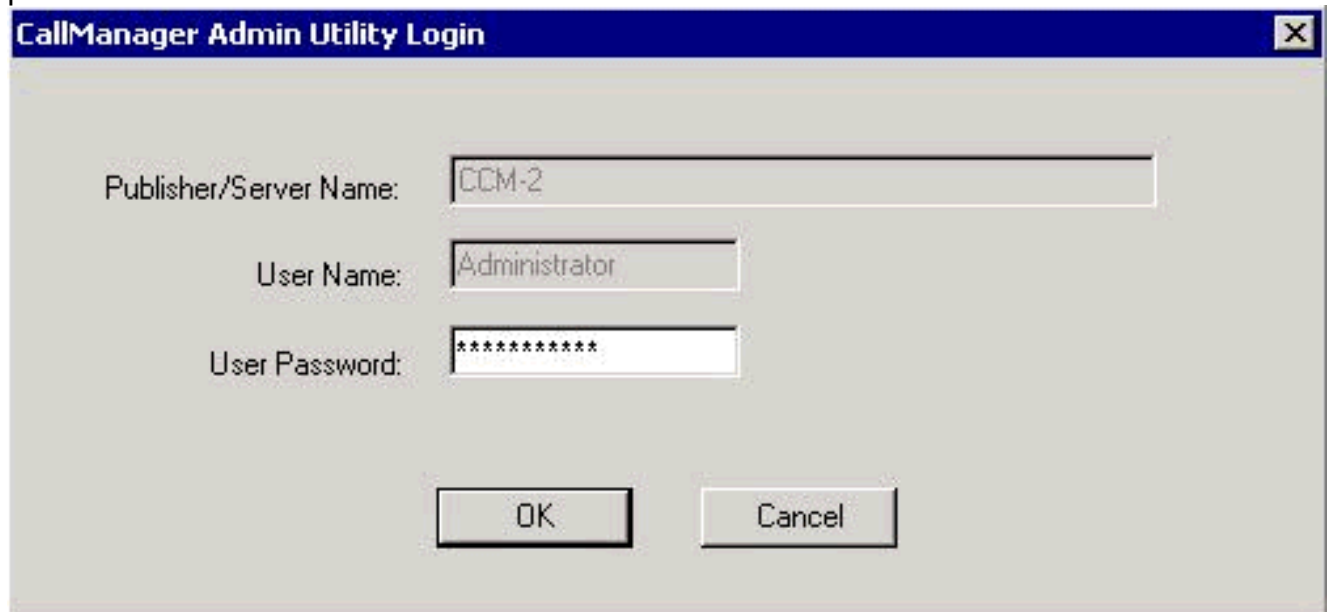 CallManager Admin Utility Login
Publisher/Server Name: CCM-2
User Name: Administrator
User Password: ***********
OK Cancel